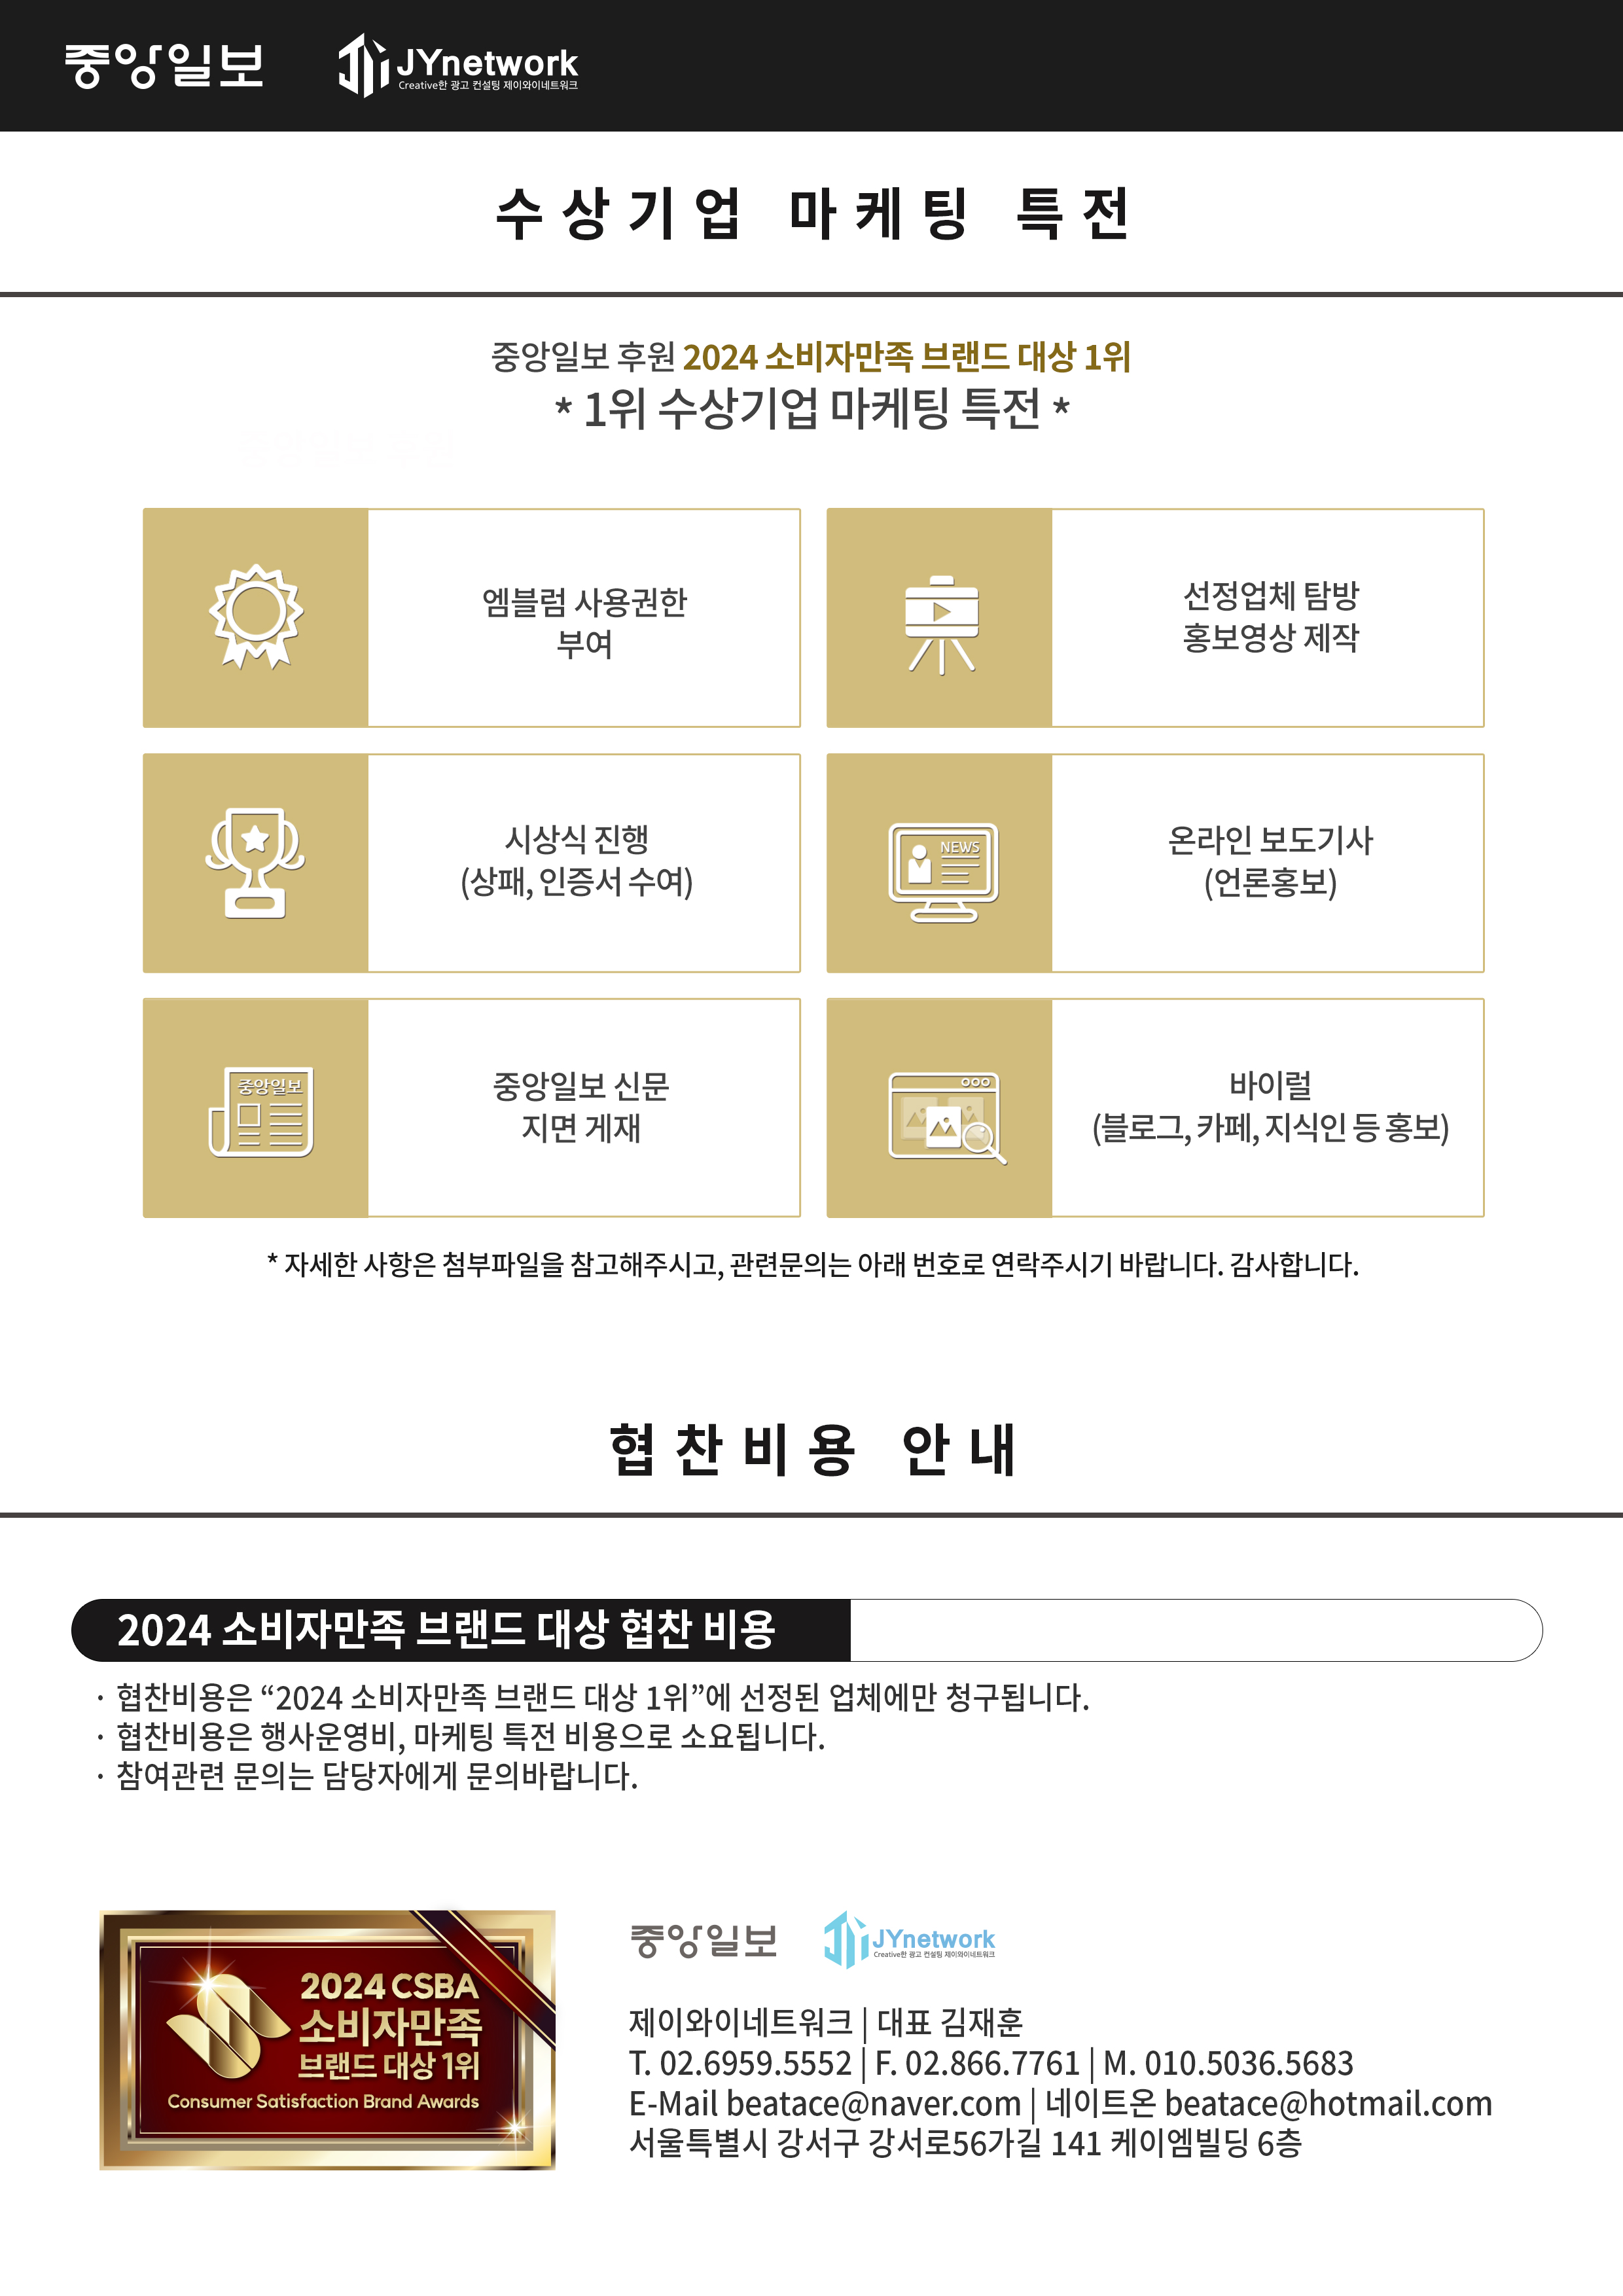 중앙일보
JYnetwork
Creative한 광고 컨설팅 제이와이네트워크
수상기업 마케팅 특전
중앙일보 후원 2024 소비자만족 브랜드 대상 1위
* 1위 수상기업 마케팅 특전 *
엠블럼 사용권한
부여
선정업체 탐방
홍보영상 제작
시상식 진행
(상패, 인증서 수여)
NEWS
온라인 보도기사
(언론홍보)
중앙일보
중앙일보 신문
지면 게재
바이럴
(블로그, 카페, 지식인 등 홍보)
* 자세한 사항은 첨부파일을 참고해주시고, 관련문의는 아래 번호로 연락주시기 바랍니다. 감사합니다.
협찬비용 안내
2024 소비자만족 브랜드 대상 협찬 비용
· 협찬비용은 “2024 소비자만족 브랜드 대상 1위”에 선정된 업체에만 청구됩니다.
· 협찬비용은 행사운영비, 마케팅 특전 비용으로 소요됩니다.
· 참여관련 문의는 담당자에게 문의바랍니다.
2024 CSBA
소비자만족
브랜드 대상 1위
Consumer Satisfaction Brand Awards
중앙일보
JYnetwork
Creative한 광고 컨설팅 제이와이네트워크
제이와이네트워크 | 대표 김재훈
T. 02.6959.5552 | F. 02.866.7761 | M. 010.5036.5683
E-Mail beatace@naver.com | 네이트온 beatace@hotmail.com
서울특별시 강서구 강서로56가길 141 케이엠빌딩 6층